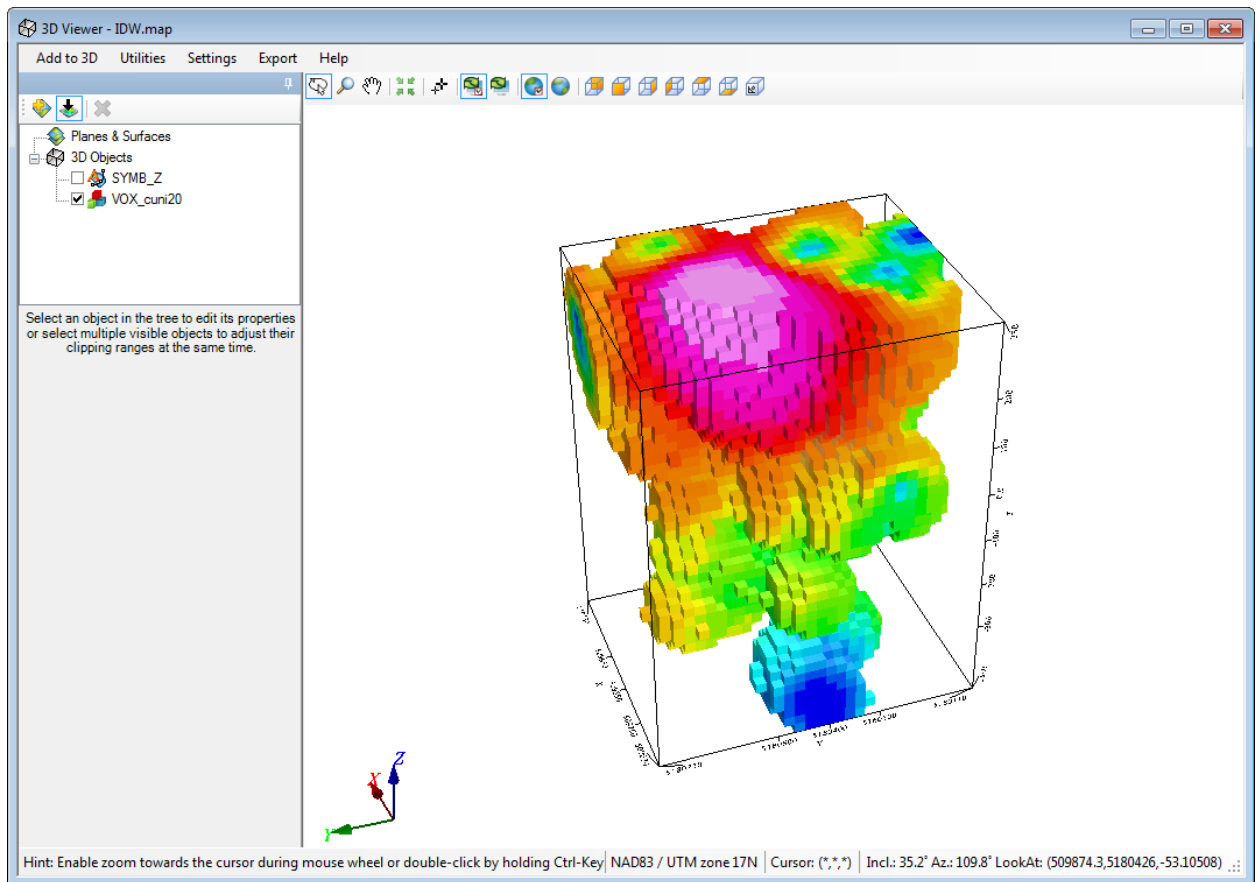 3D Viewer - IDW.map
Add to 3D Utilities Settings Export Help
Planes & Surfaces
3D Objects
SYMB_Z
VOX_cuni20
Select an object in the tree to edit its properties
or select multiple visible objects to adjust their
clipping ranges at the same time.
Z
X
Y
Y
Hint: Enable zoom towards the cursor during mouse wheel or double-click by holding Ctrl-Key NAD83 / UTM zone 17N Cursor: (*,*,*) Incl.: 35.2° Az.: 109.8° LookAt: (509874.3,5180426,-53.10508)